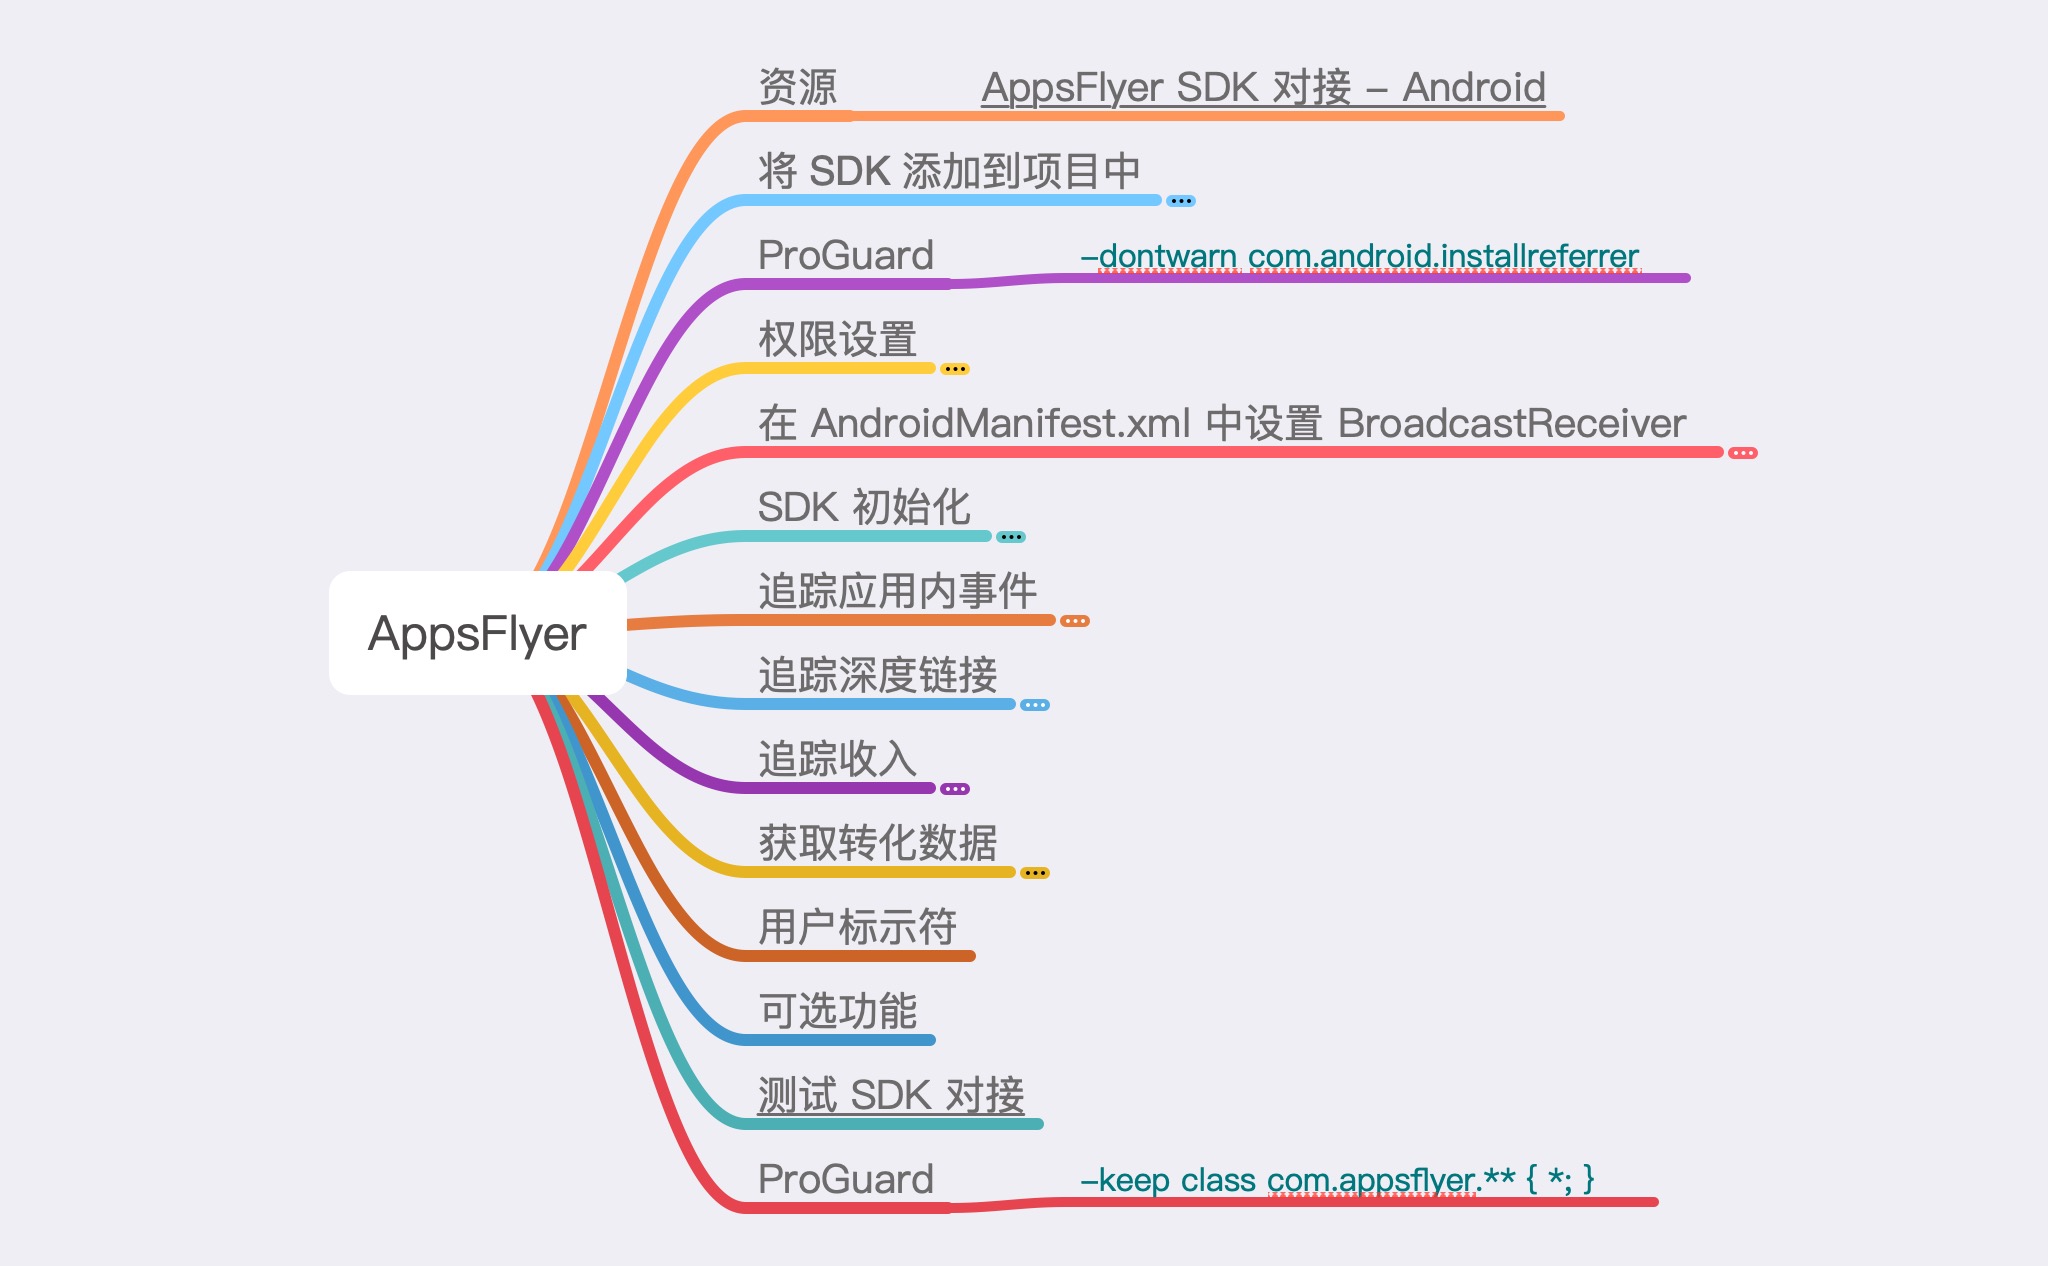 资源
AppsFlyer SDK 对接 – Android
将 SDK 添加到项目中
ProGuard
–dontwarn com.android.installreferrer
权限设置
在 AndroidManifest.xml 中设置 BroadcastReceiver
SDK 初始化
追踪应用内事件
AppsFlyer
追踪深度链接
追踪收入
获取转化数据
用户标示符
可选功能
测试 SDK 对接
ProGuard
–keep class com.appsflyer.** { *; }